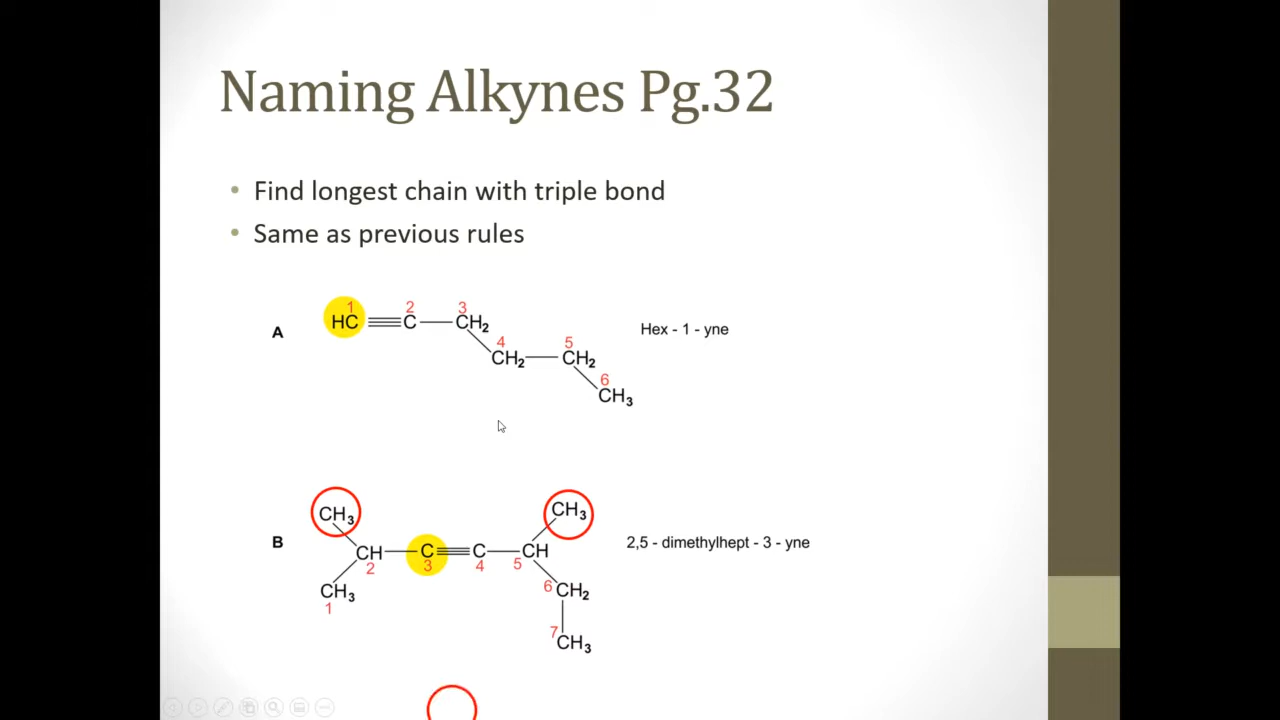 Naming Alkynes Pg.32
• Find longest chain with triple bond
• Same as previous rules
1 2 3
A HC C CH₂ Hex - 1 - yne
4 5
CH₂ CH₂
6
CH₃
CH₃ CH₃
B CH C C CH 2,5 - dimethylhept - 3 - yne
2 3 4 5
CH₃ 6 CH₂
1
7 CH₃